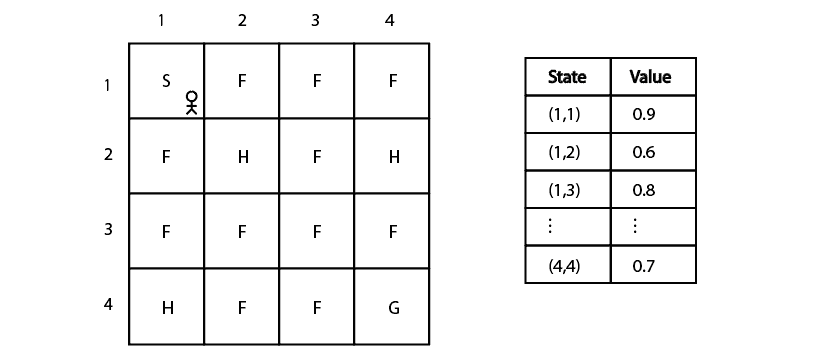 1 2 3 4
1 S F F F
2 F H F H
3 F F F F
4 H F F G
State Value
(1,1) 0.9
(1,2) 0.6
(1,3) 0.8
⋮ ⋮
(4,4) 0.7